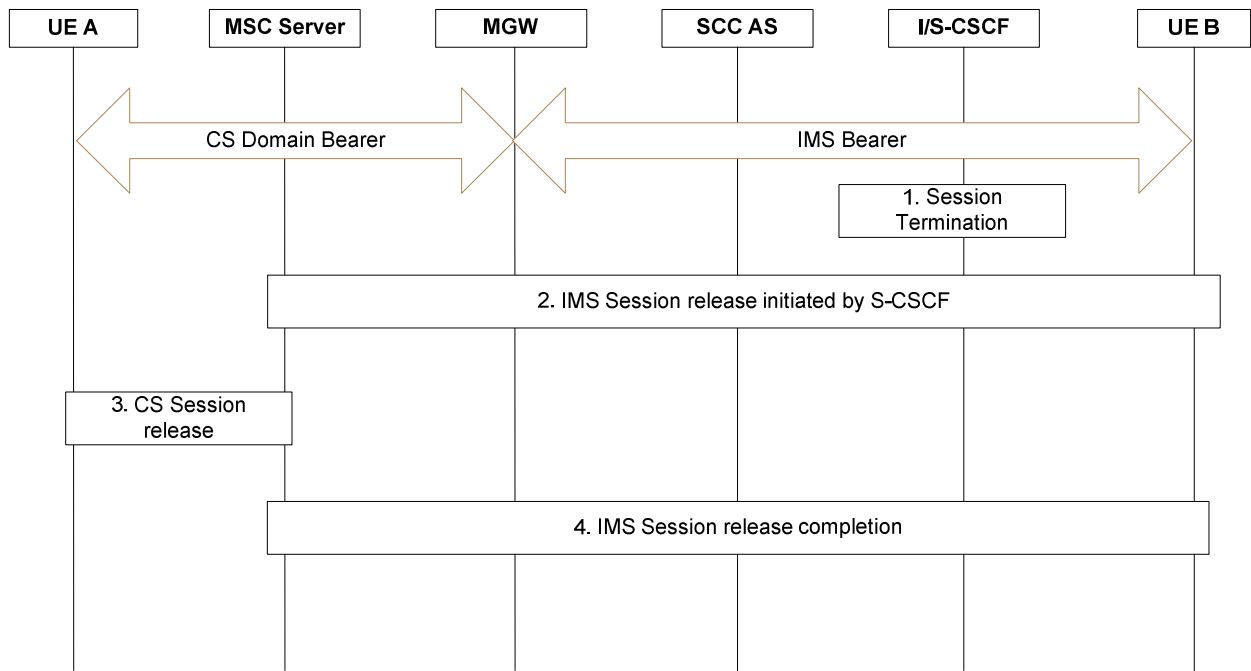 UE A
MSC Server
MGW
SCC AS
I/S-CSCF
UE B
CS Domain Bearer
IMS Bearer
1. Session
Termination
2. IMS Session release initiated by S-CSCF
3. CS Session
release
4. IMS Session release completion